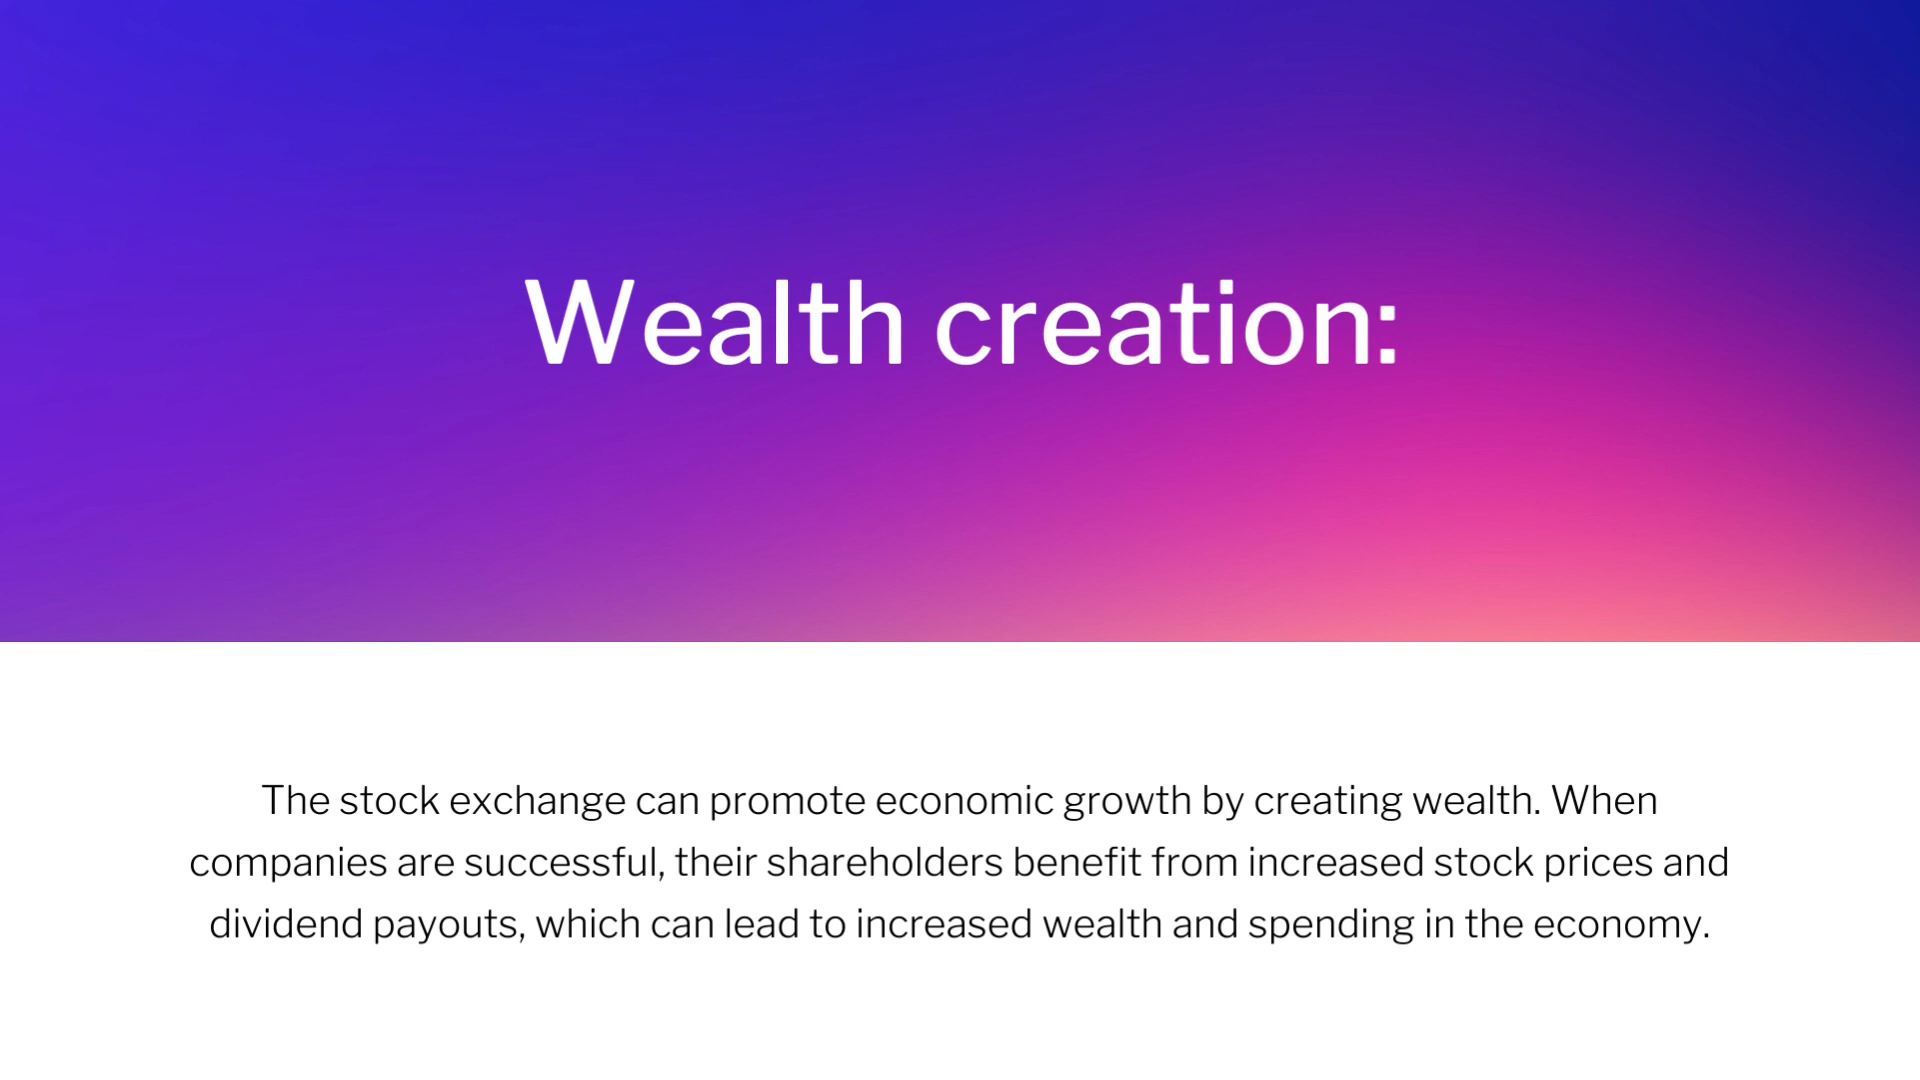 Wealth creation:
The stock exchange can promote economic growth by creating wealth. When
companies are successful, their shareholders benefit from increased stock prices and
dividend payouts, which can lead to increased wealth and spending in the economy.